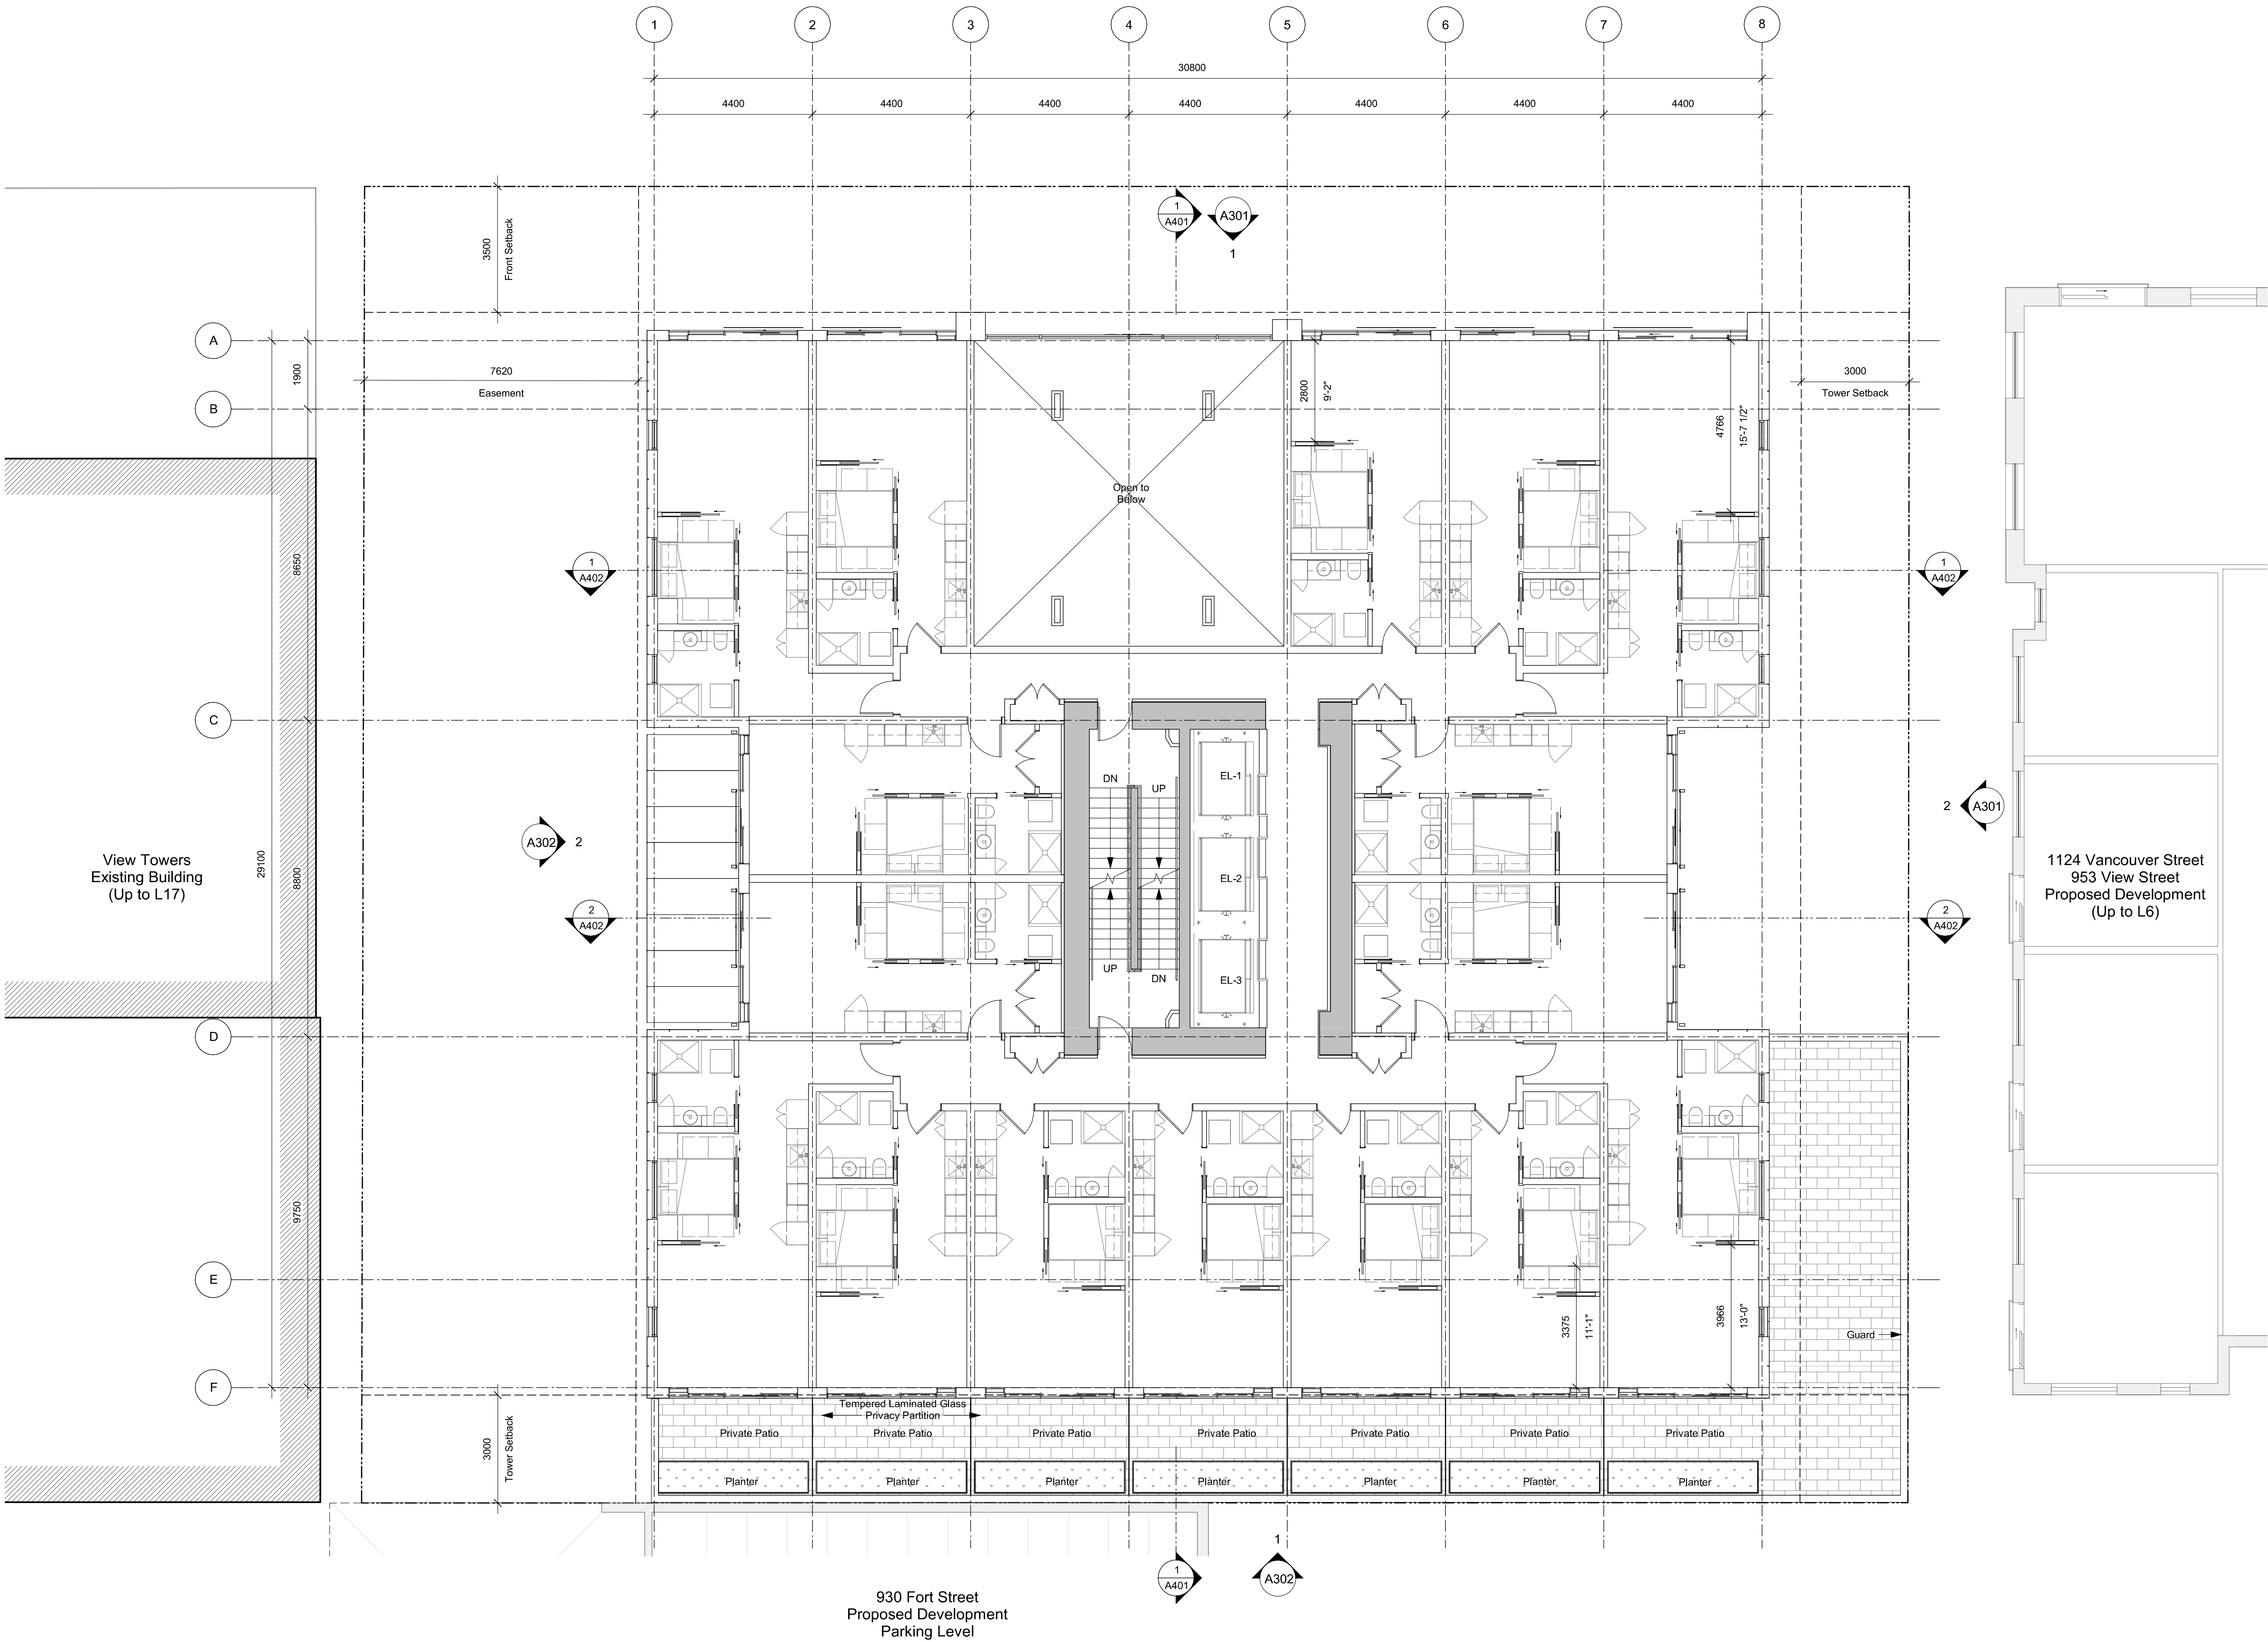 1
2
3
4
5
6
7
8
30800
4400
4400
4400
4400
4400
4400
4400
3500
Front Setback
1
A401
A301
1
A
B
C
D
E
F
1900
8650
8800
9750
29100
7620
Easement
3000
Tower Setback
2800
9'-2"
4766
15'-7 1/2"
Open to
Below
1
A402
1
A402
DN
UP
EL-1
EL-2
EL-3
UP
DN
A302
2
2
A301
2
A402
2
A402
View Towers
Existing Building
(Up to L17)
1124 Vancouver Street
953 View Street
Proposed Development
(Up to L6)
3375
11'-1"
3966
13'-0"
Guard
Tempered Laminated Glass
Privacy Partition
3000
Tower Setback
Private Patio
Private Patio
Private Patio
Private Patio
Private Patio
Private Patio
Private Patio
Planter
Planter
Planter
Planter
Planter
Planter
Planter
1
A401
1
A302
930 Fort Street
Proposed Development
Parking Level